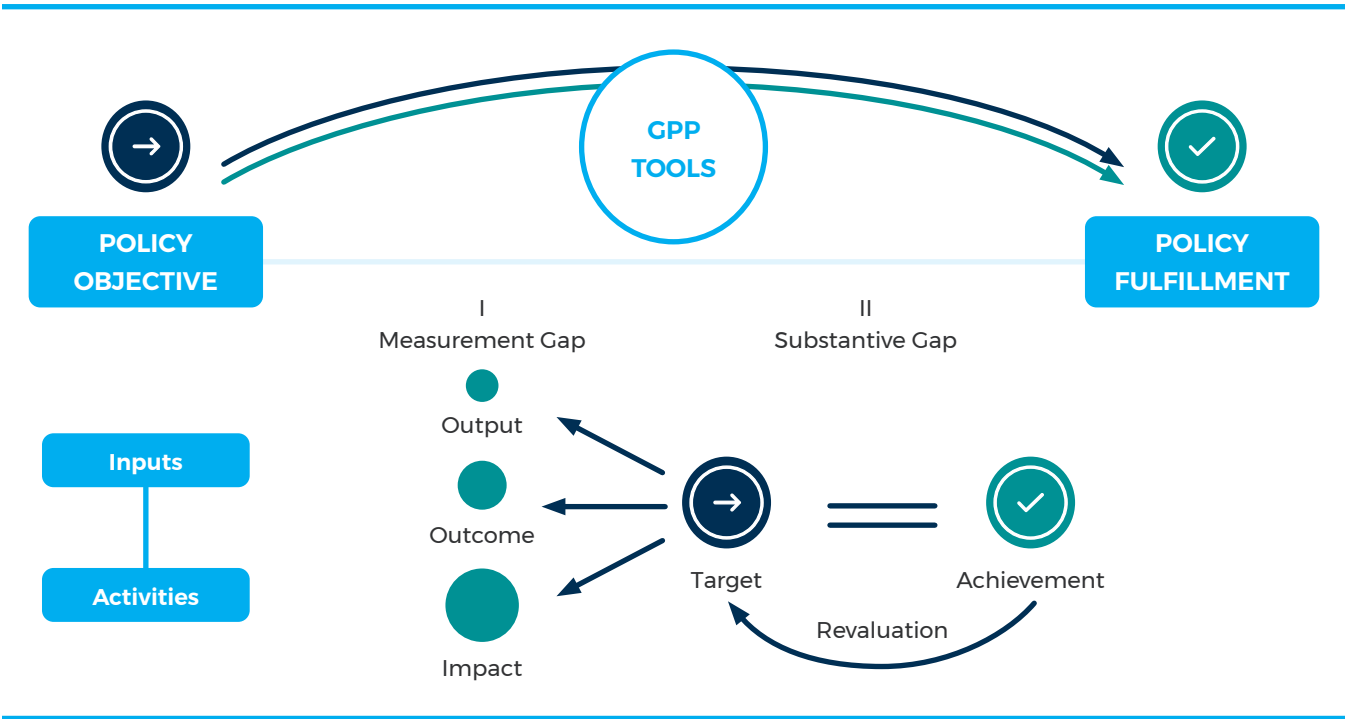 GPP
TOOLS
POLICY
OBJECTIVE
POLICY
FULFILLMENT
I
Measurement Gap
II
Substantive Gap
Output
Inputs
Outcome
Activities
Target
Achievement
Revaluation
Impact